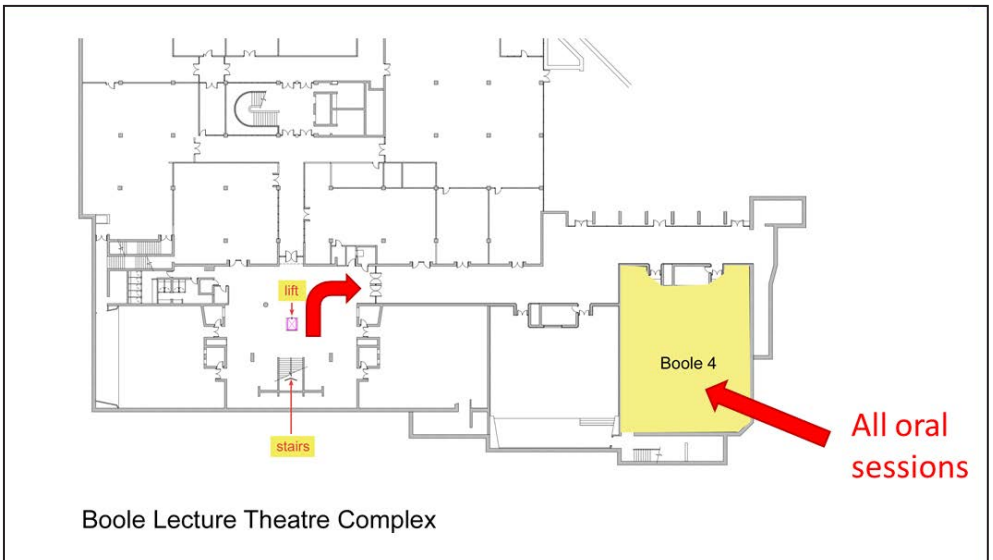 lift
Boole 4
All oral
sessions
stairs
Boole Lecture Theatre Complex